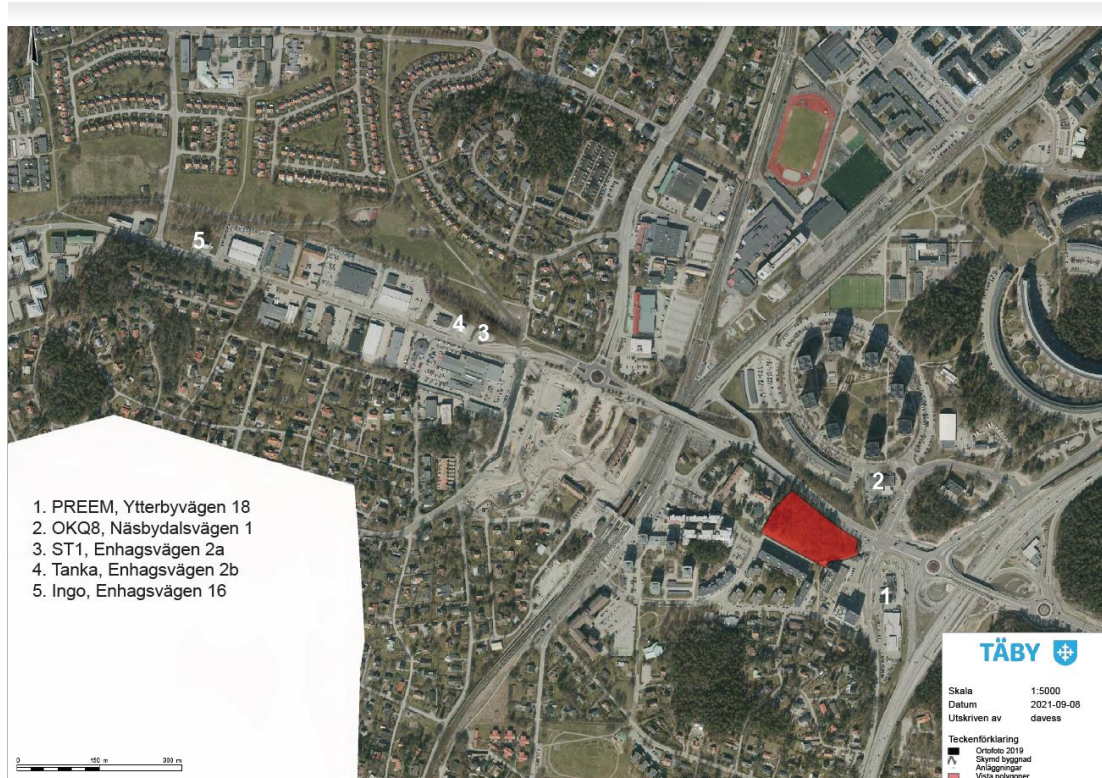 5
4
3
2
1
1. PREEM, Ytterbyvägen 18
2. OKQ8, Näsbydalsvägen 1
3. ST1, Enhagsvägen 2a
4. Tanka, Enhagsvägen 2b
5. Ingo, Enhagsvägen 16
0 150 m 300 m
TÄBY
Skala 1:5000
Datum 2021-09-08
Utskriven av davess
Teckenförklaring
Ortofoto 2019
Skymd byggnad
Anläggningar
Vista polygoner